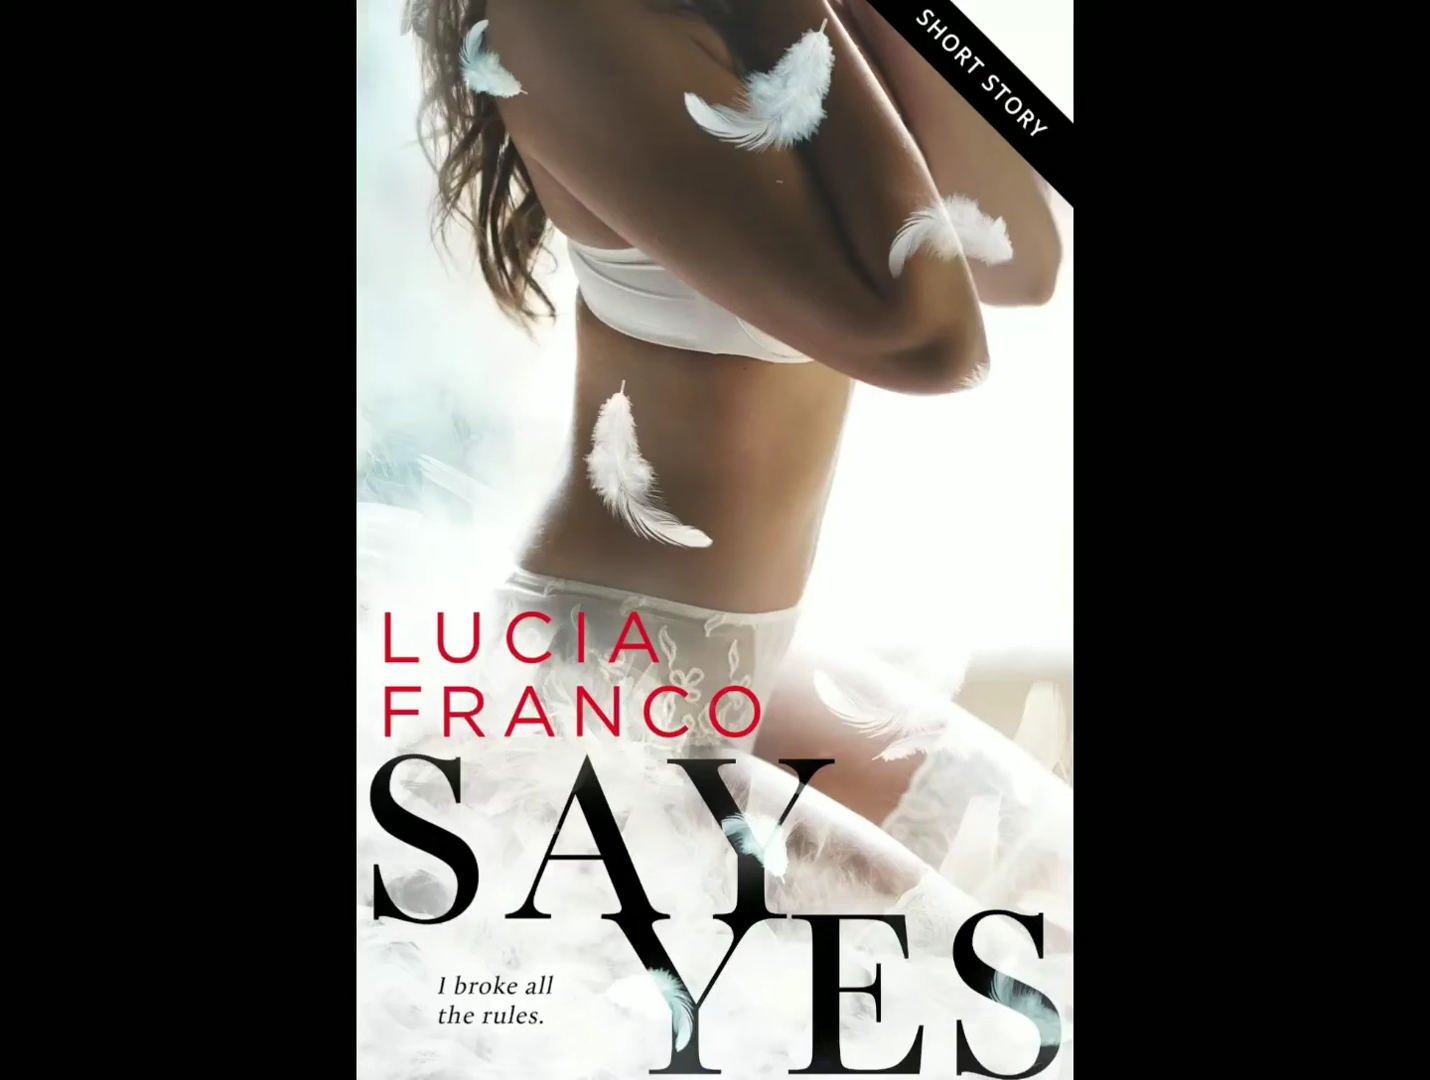 SHORT STORY
LUCIA
FRANCO
SAY
YES
I broke all
the rules.